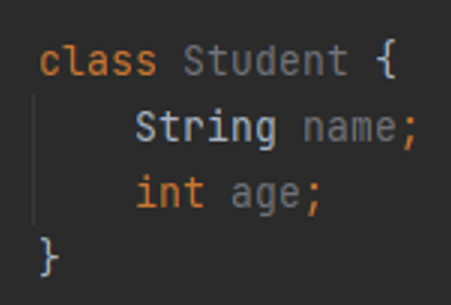 class Student {
    String name;
    int age;
}